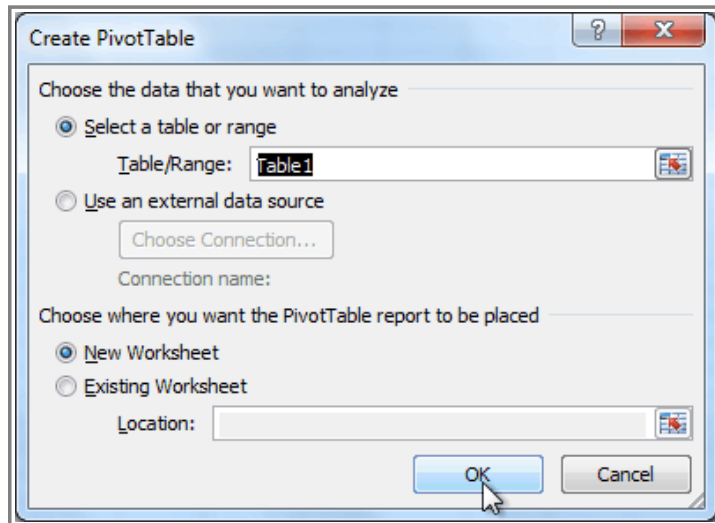 Create PivotTable
Choose the data that you want to analyze
Select a table or range
Table/Range: Table1
Use an external data source
Choose Connection...
Connection name:
Choose where you want the PivotTable report to be placed
New Worksheet
Existing Worksheet
Location:
OK Cancel